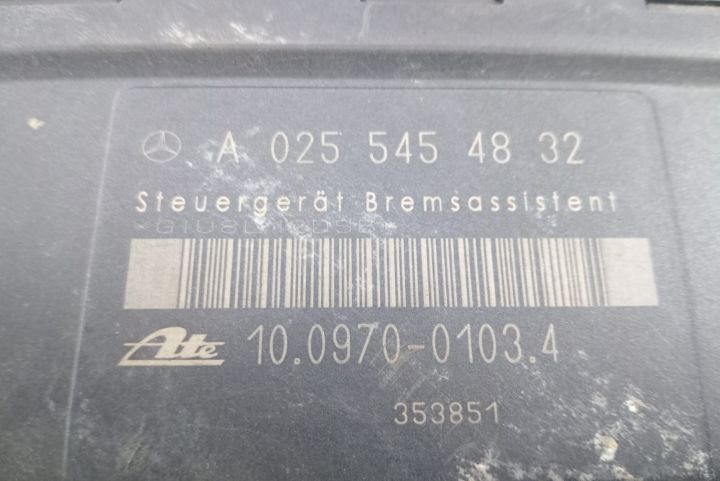 A 025 545 48 32
Steuergerät Bremsassistent
Ate 10.0970-0103.4
353851